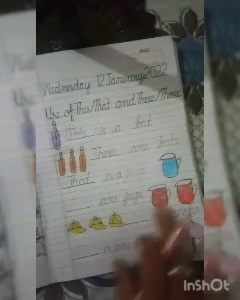 Wednesday 12 January 2022
Use of This/That and These/Those
This is a bat
These are bats
That is a
are jugs
InShOt